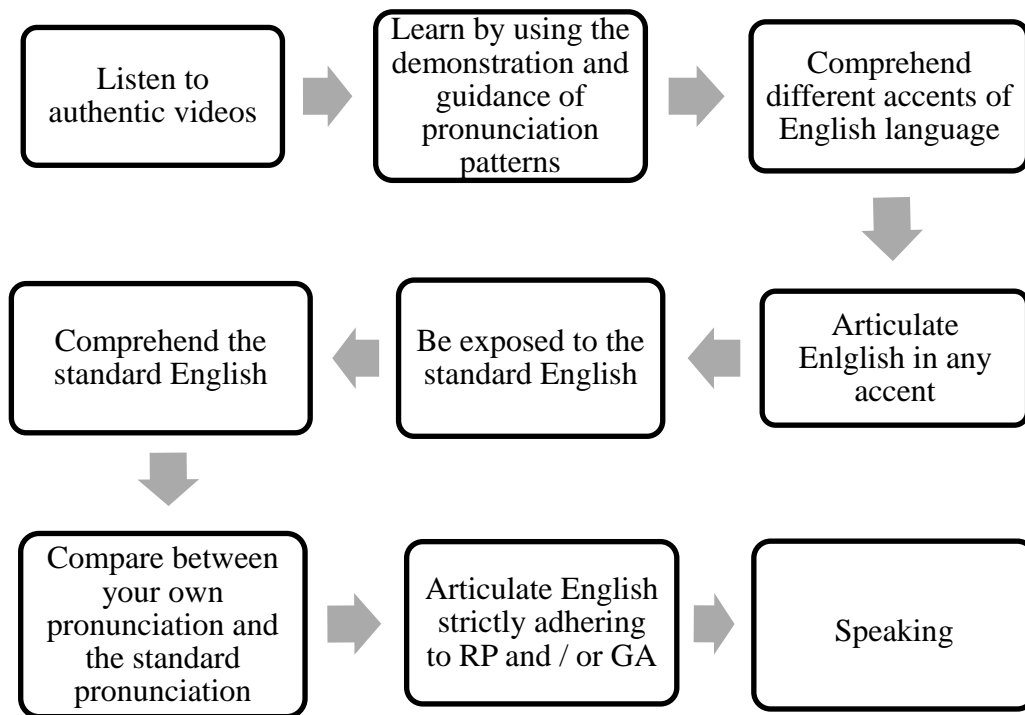 Listen to
authentic videos
Learn by using the
demonstration and
guidance of
pronunciation
patterns
Comprehend
different accents of
English language
Articulate
Enlglish in any
accent
Be exposed to the
standard English
Comprehend the
standard English
Compare between
your own
pronunciation and
the standard
pronunciation
Articulate English
strictly adhering
to RP and / or GA
Speaking